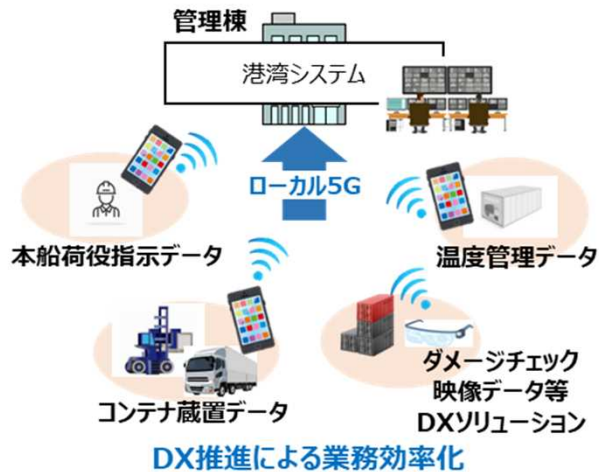 管理棟
港湾システム
ローカル5G
本船荷役指示データ
温度管理データ
コンテナ蔵置データ
ダメージチェック
映像データ等
DXソリューション
DX推進による業務効率化